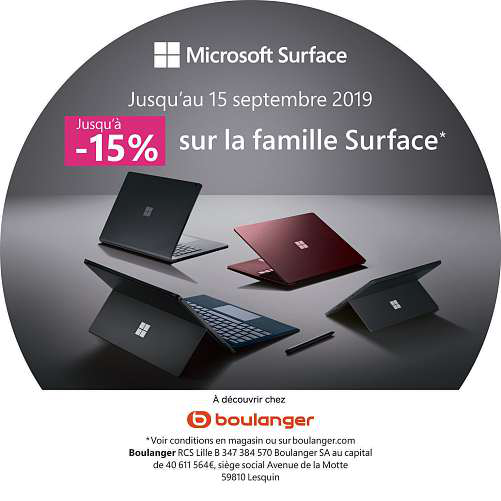 Microsoft Surface
Jusqu'au 15 septembre 2019
Jusqu'à
-15% sur la famille Surface*
À découvrir chez
boulanger
*Voir conditions en magasin ou sur boulanger.com
Boulanger RCS Lille B 347 384 570 Boulanger SA au capital
de 40 611 564€, siège social Avenue de la Motte
59810 Lesquin